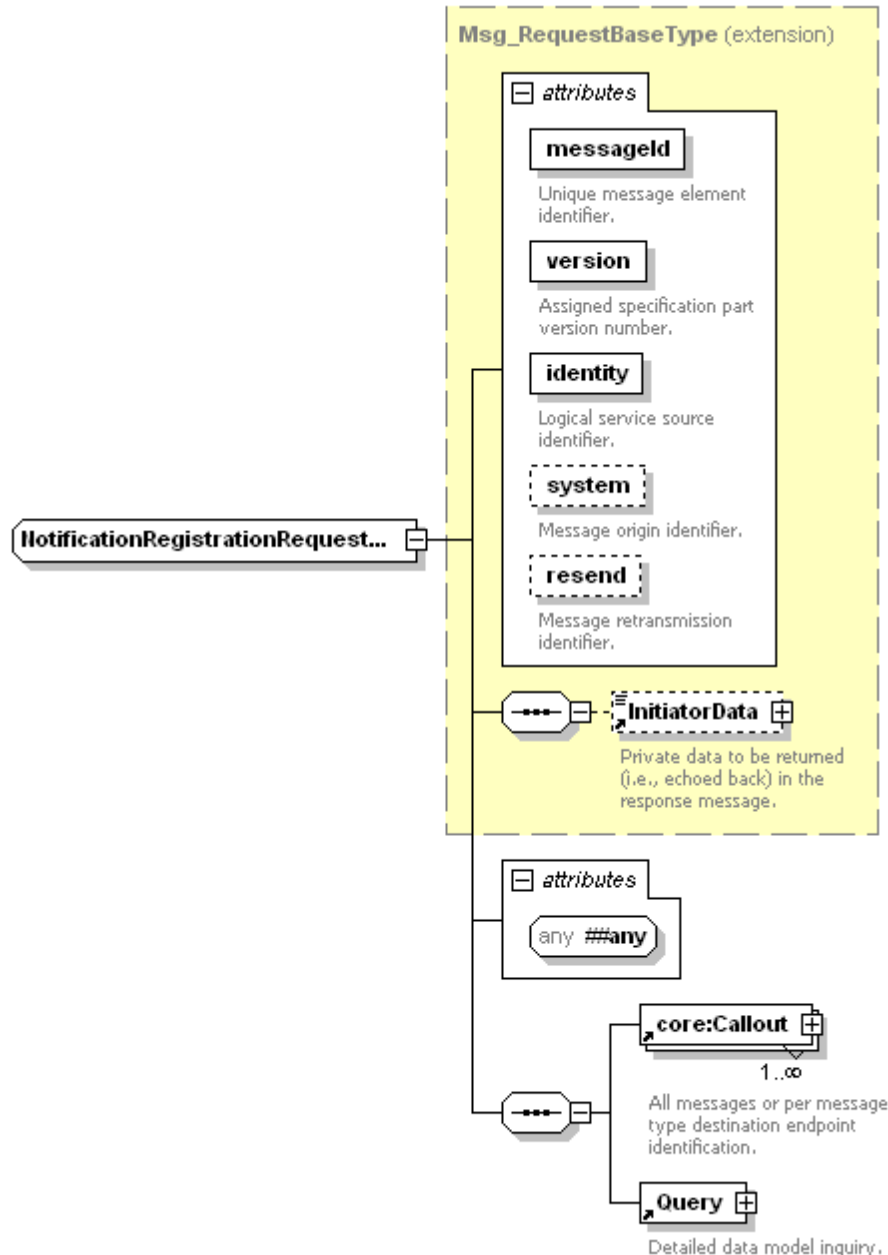 Msg_RequestBaseType (extension)
attributes
messageId
Unique message element
identifier.
version
Assigned specification part
version number.
identity
Logical service source
identifier.
system
Message origin identifier.
NotificationRegistrationRequest...
resend
Message retransmission
identifier.
InitiatorData
Private data to be returned
(i.e., echoed back) in the
response message.
attributes
any ##any
core:Callout
1..∞
All messages or per message
type destination endpoint
identification.
Query
Detailed data model inquiry.